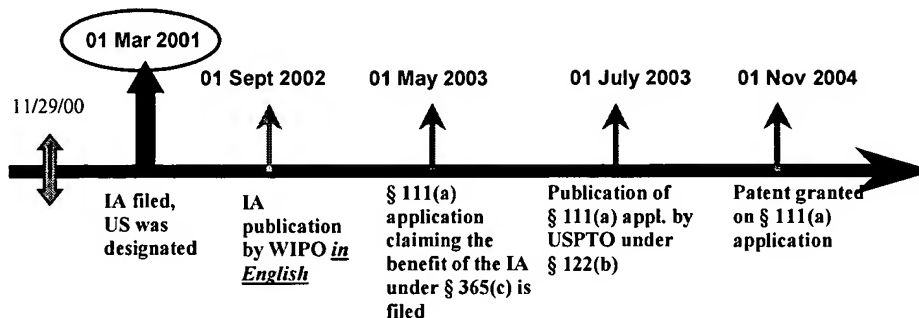 01 Mar 2001
01 Sept 2002
01 May 2003
01 July 2003
01 Nov 2004
11/29/00
IA filed,
US was
designated
IA
publication
by WIPO in
English
§ 111(a)
application
claiming the
benefit of the IA
under § 365(c) is
filed
Publication of
§ 111(a) appl. by
USPTO under
§ 122(b)
Patent granted
on § 111(a)
application